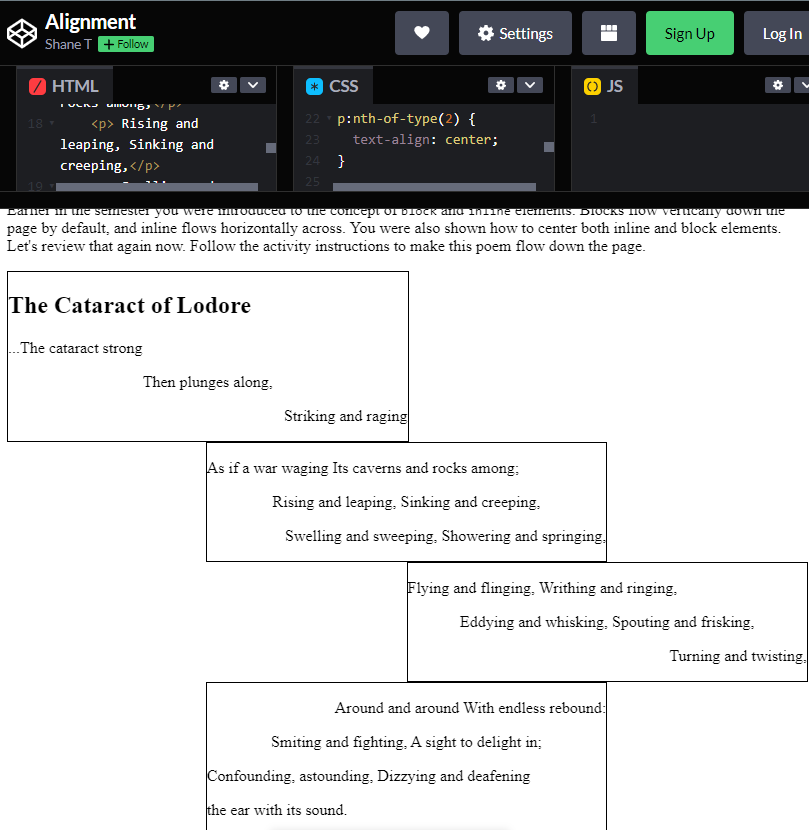 Alignment
Shane T + Follow
Settings
Sign Up
Log In
HTML
CSS
JS
rocks among,</p>
18 <p> Rising and
leaping, Sinking and
creeping,</p>
19
22 p:nth-of-type(2) {
23 text-align: center;
24 }
25
1
Earlier in the semester you were introduced to the concept of block and inline elements. Blocks flow vertically down the
page by default, and inline flows horizontally across. You were also shown how to center both inline and block elements.
Let's review that again now. Follow the activity instructions to make this poem flow down the page.
The Cataract of Lodore
...The cataract strong
Then plunges along,
Striking and raging
As if a war waging Its caverns and rocks among;
Rising and leaping, Sinking and creeping,
Swelling and sweeping, Showering and springing,
Flying and flinging, Writhing and ringing,
Eddying and whisking, Spouting and frisking,
Turning and twisting,
Around and around With endless rebound:
Smiting and fighting, A sight to delight in;
Confounding, astounding, Dizzying and deafening
the ear with its sound.